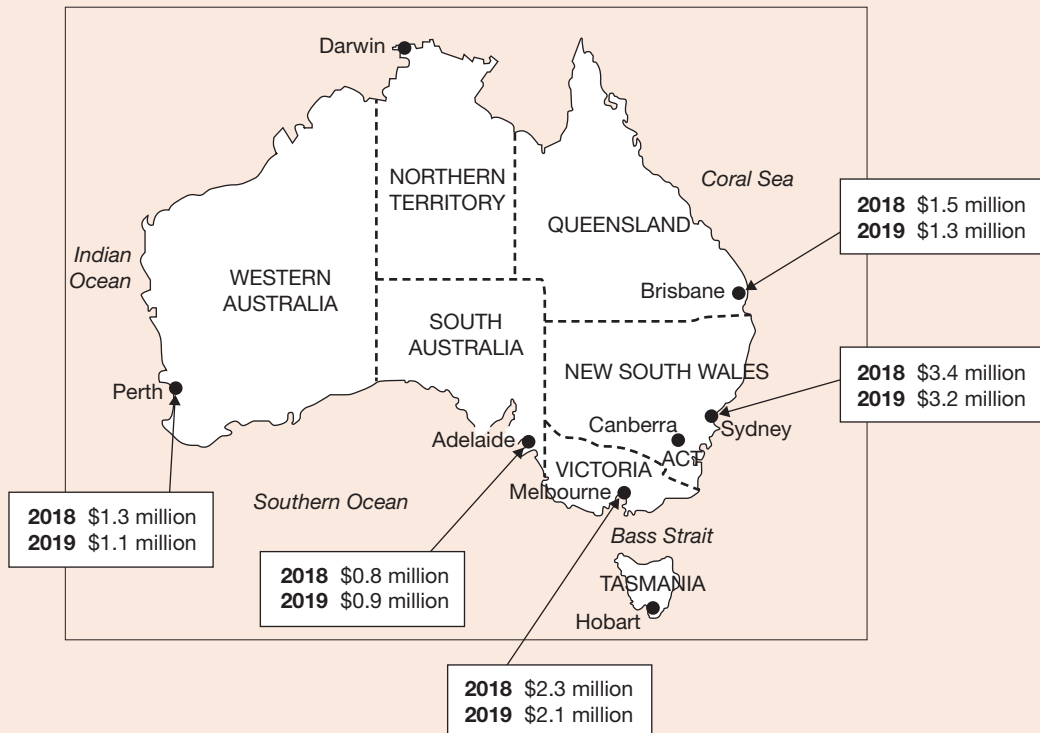 Darwin
NORTHERN
TERRITORY
Coral Sea
2018 $1.5 million
2019 $1.3 million
QUEENSLAND
Indian
Ocean
WESTERN
AUSTRALIA
Brisbane
SOUTH
AUSTRALIA
NEW SOUTH WALES
2018 $3.4 million
2019 $3.2 million
Perth
Canberra
Sydney
Adelaide
ACT
VICTORIA
Melbourne
Southern Ocean
2018 $1.3 million
2019 $1.1 million
Bass Strait
2018 $0.8 million
2019 $0.9 million
TASMANIA
Hobart
2018 $2.3 million
2019 $2.1 million